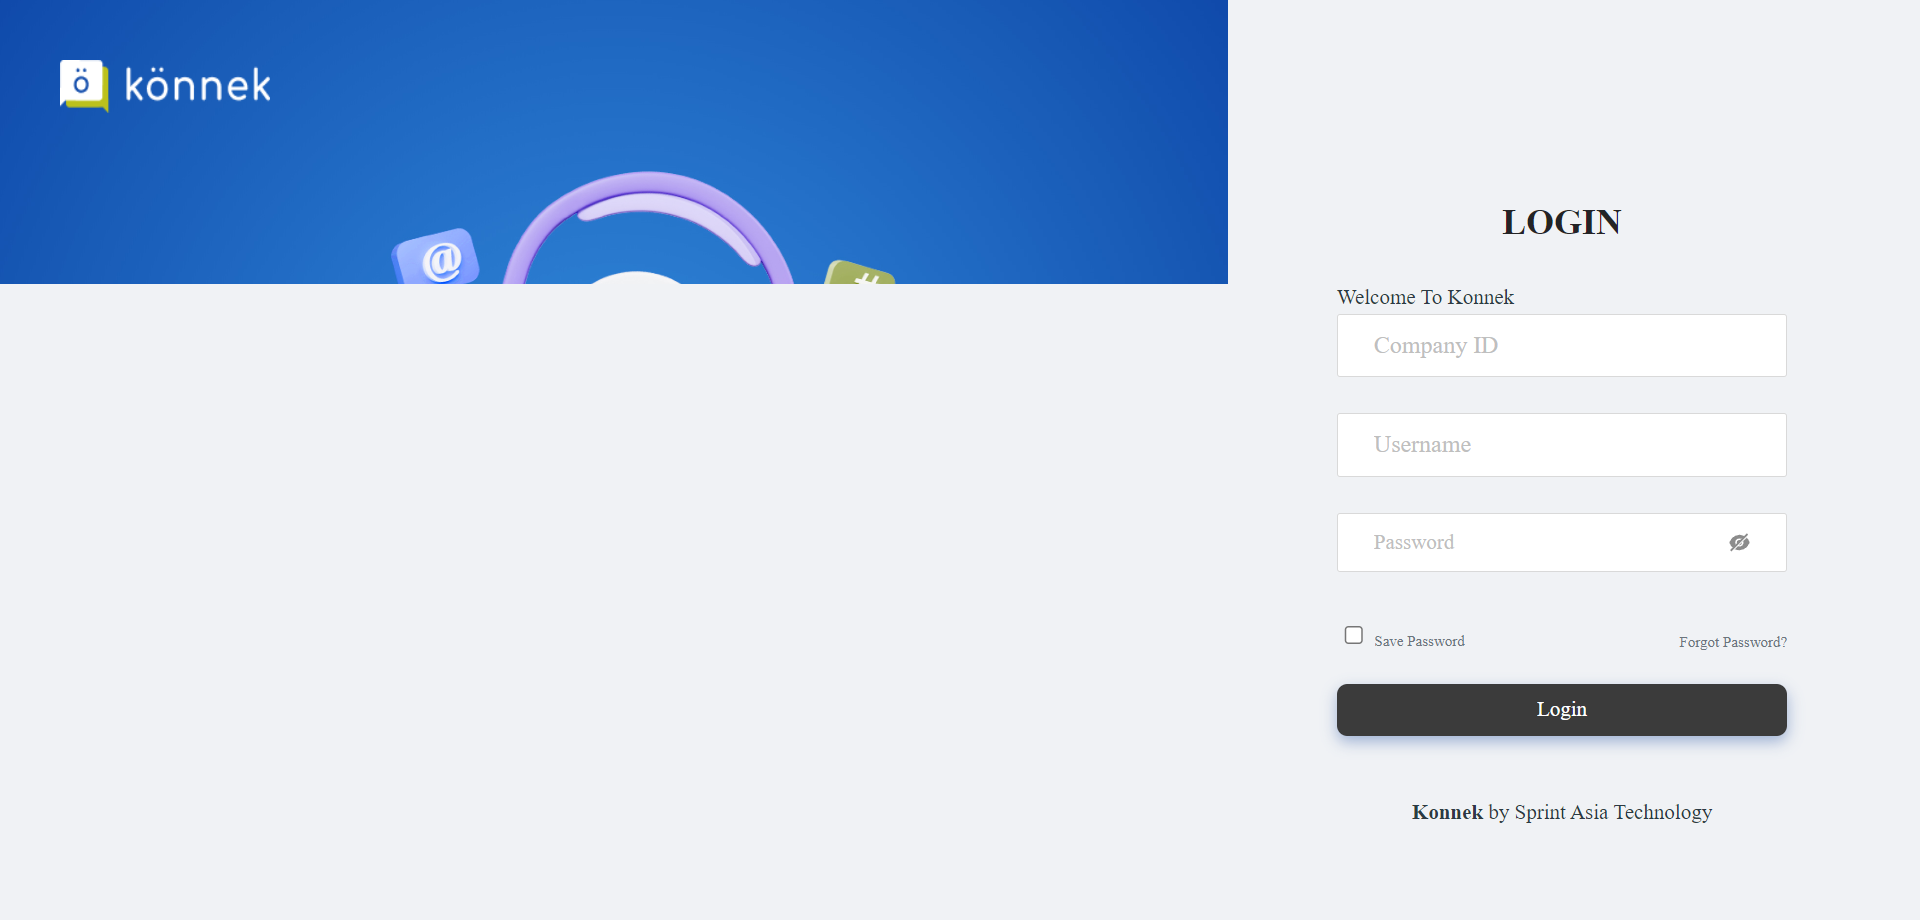 ö könnek
@
#
LOGIN
Welcome To Konnek
Company ID
Username
Password
Save Password
Forgot Password?
Login
Konnek by Sprint Asia Technology